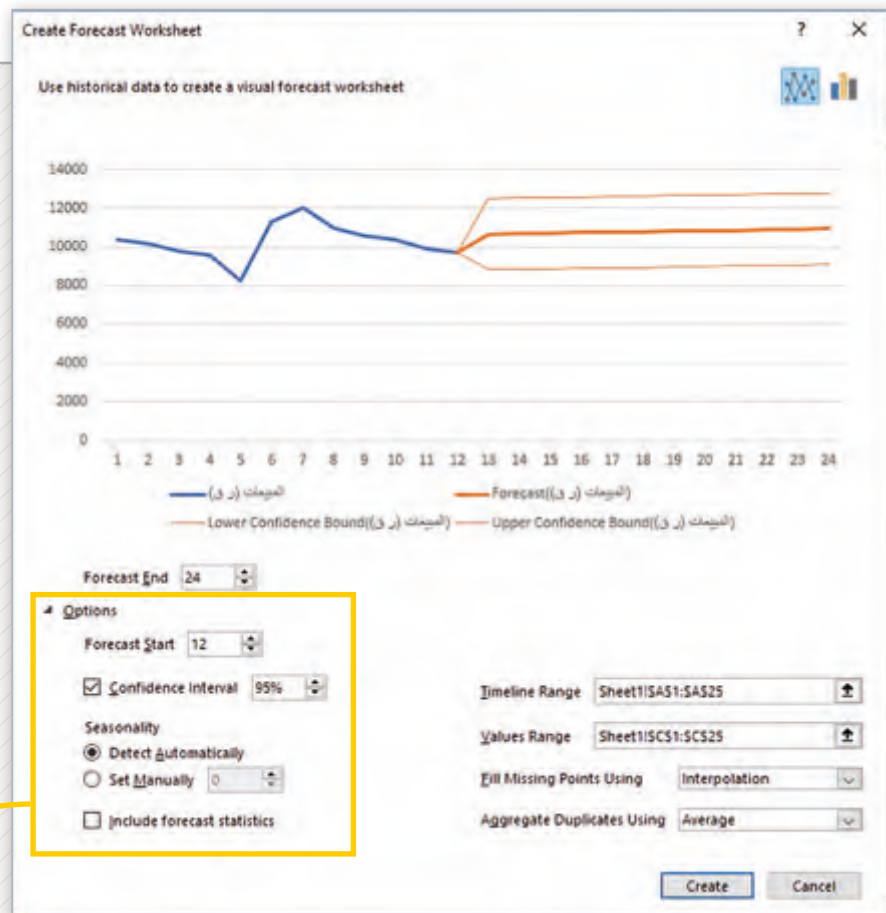 Create Forecast Worksheet ? ×
Use historical data to create a visual forecast worksheet
14000
12000
10000
8000
6000
4000
2000
0
1 2 3 4 5 6 7 8 9 10 11 12 13 14 15 16 17 18 19 20 21 22 23 24
المبيعات (ر ق) Forecast(المبيعات (ر ق))
Lower Confidence Bound(المبيعات (ر ق)) Upper Confidence Bound(المبيعات (ر ق))
Forecast End 24
Options
Forecast Start 12
Confidence Interval 95%
Seasonality
Detect Automatically
Set Manually 0
Include forecast statistics
Timeline Range Sheet1!$A$1:$A$25
Values Range Sheet1!$C$1:$C$25
Fill Missing Points Using Interpolation
Aggregate Duplicates Using Average
Create Cancel